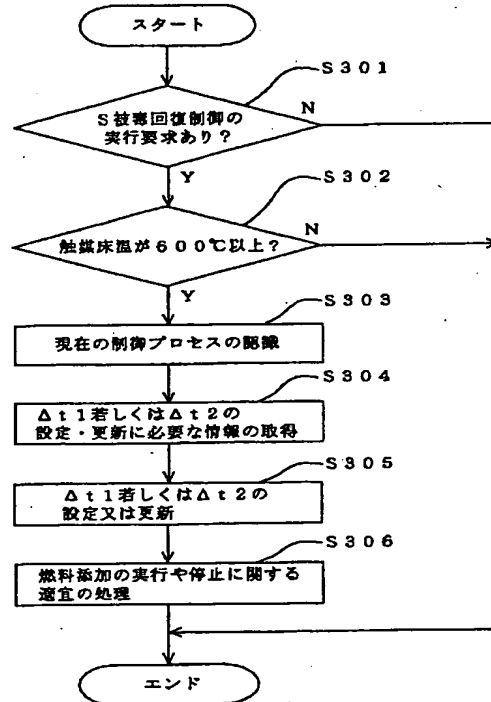 スタート
S301
S被毒回復制御の
実行要求あり?
N
Y
S302
触媒床温が600℃以上?
N
Y
S303
現在の制御プロセスの認識
S304
Δt1若しくはΔt2の
設定・更新に必要な情報の取得
S305
Δt1若しくはΔt2の
設定又は更新
S306
燃料添加の実行や停止に関する
適宜の処理
エンド